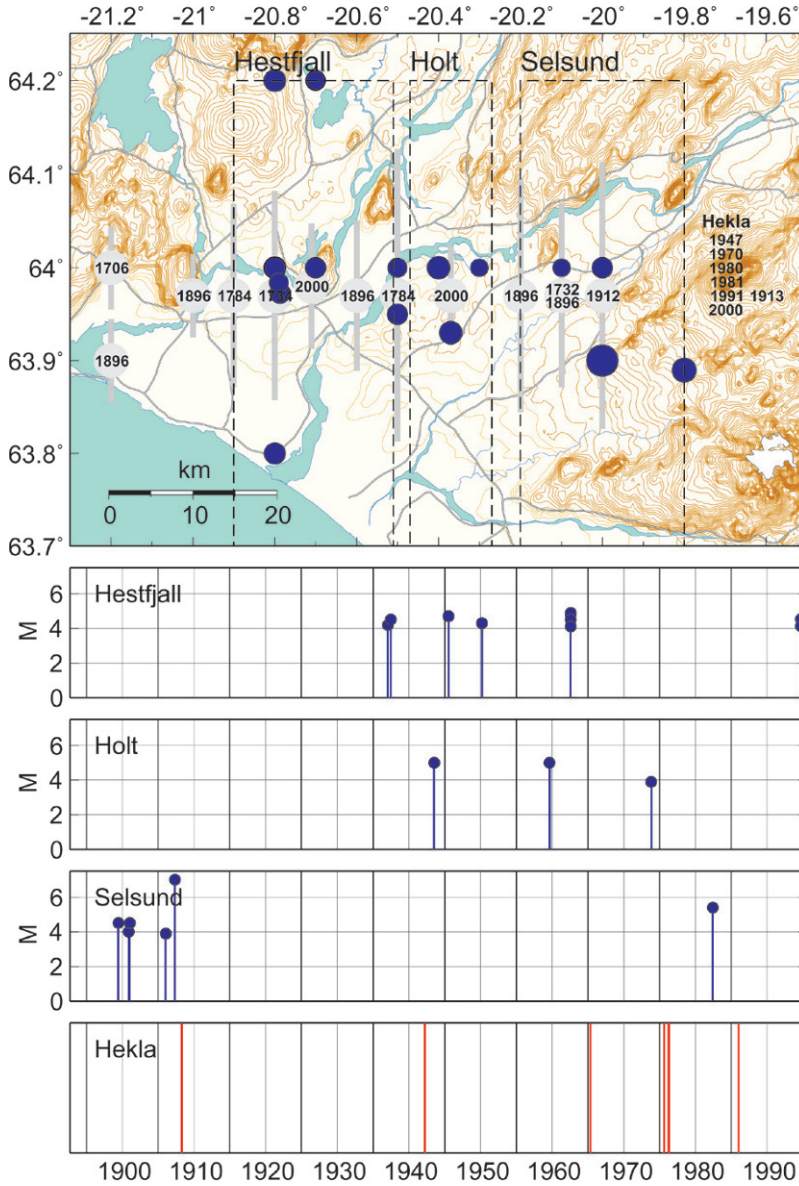 -21.2° -21° -20.8° -20.6° -20.4° -20.2° -20° -19.8° -19.6°
Hestfjall Holt Selsund
64.2°
64.1°
Hekla
1947
1970
1980
1981
1991 1913
2000
64°
1706
2000
1896 1784 1734 1896 1784 2000 1896 1732 1912
1896
63.9°
1896
63.8°
km
0 10 20
63.7°
Hestfjall
M
6
4
2
0
Holt
M
6
4
2
0
Selsund
M
6
4
2
0
Hekla
1900 1910 1920 1930 1940 1950 1960 1970 1980 1990